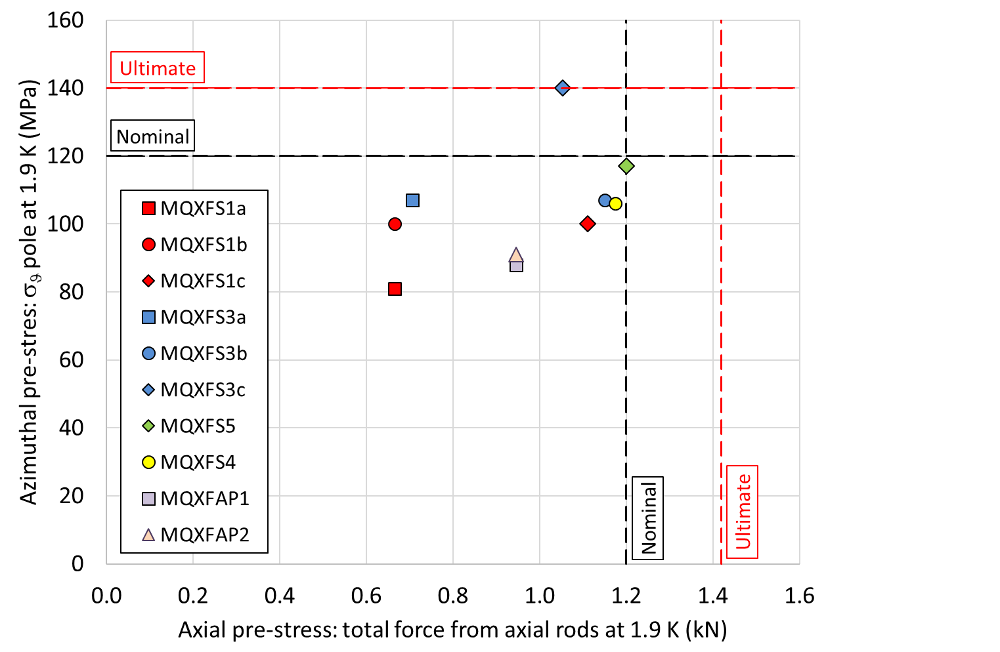 160
Ultimate
140
Nominal
120
100
80
60
40
20
0
Azimuthal pre-stres: σϑ pole at 1.9 K (MPa)
MQXFS1a
MQXFS1b
MQXFS1c
MQXFS3a
MQXFS3b
MQXFS3c
MQXFS5
MQXFS4
MQXFAP1
MQXFAP2
Nominal
Ultimate
0.0 0.2 0.4 0.6 0.8 1.0 1.2 1.4 1.6
Axial pre-stress: total force from axial rods at 1.9 K (kN)